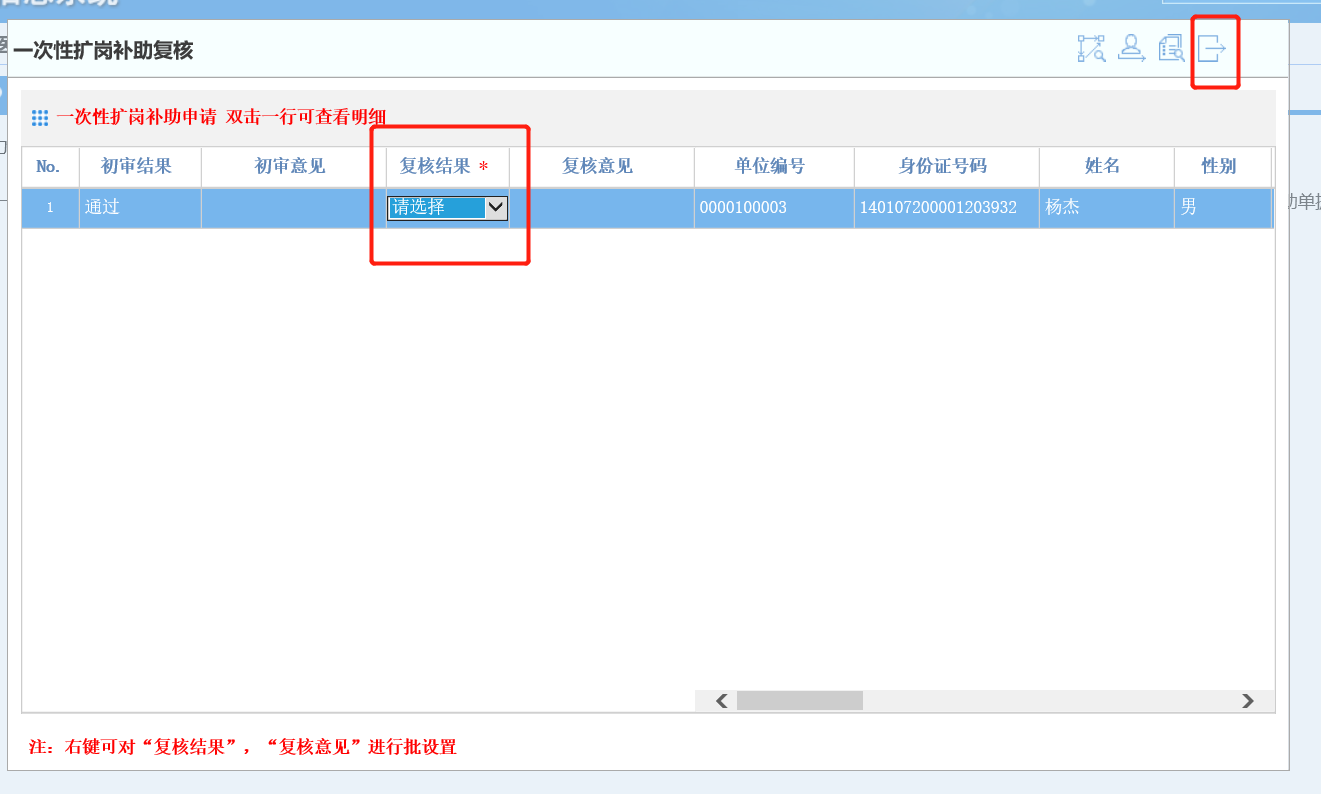 一次性扩岗补助复核
一次性扩岗补助申请 双击一行可查看明细
No. 初审结果 初审意见 复核结果 * 复核意见 单位编号 身份证号码 姓名 性别
1 通过 请选择 0000100003 140107200001203932 杨杰 男
注：右键可对“复核结果”，“复核意见”进行批设置